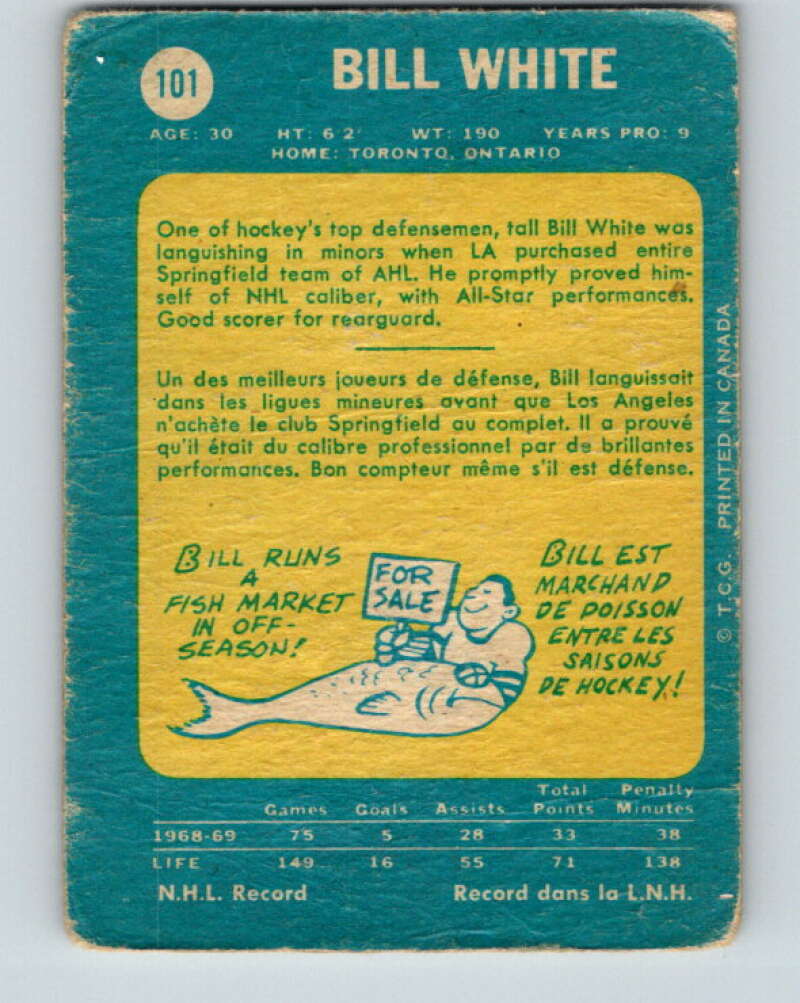 101
BILL WHITE
AGE: 30 HT: 6 2' WT: 190 YEARS PRO: 9
HOME: TORONTO, ONTARIO
One of hockey's top defensemen, tall Bill White was
languishing in minors when LA purchased entire
Springfield team of AHL. He promptly proved him-
self of NHL caliber, with All-Star performances.
Good scorer for rearguard.
Un des meilleurs joueurs de défense, Bill languissait
dans les ligues mineures avant que Los Angeles
n'achète le club Springfield au complet. Il a prouvé
qu'il était du calibre professionnel par de brillantes
performances. Bon compteur même s'il est défense.
BILL RUNS
A
FISH MARKET
IN OFF-
SEASON!
FOR
SALE
BILL EST
MARCHAND
DE POISSON
ENTRE LES
SAISONS
DE HOCKEY!
© T.C.G. PRINTED IN CANADA
Games Goals Assists Total Points Penalty Minutes
1968-69 75 5 28 33 38
LIFE 149 16 55 71 138
N.H.L. Record Record dans la L.N.H.